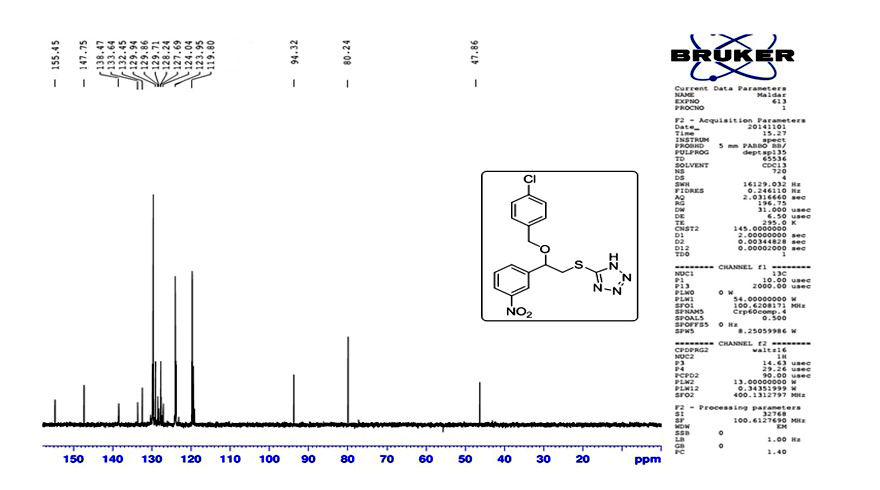 155.45
147.75
138.47
133.64
132.45
129.94
129.86
129.71
128.24
127.69
124.04
123.95
119.80
94.32
80.24
47.86
BRUKER
Current Data Parameters
NAME Maldar
EXPNO 613
PROCNO 1
F2 - Acquisition Parameters
Date_ 20141101
Time 15.27
INSTRUM spect
PROBHD 5 mm PABBO BB/
PULPROG deptsp135
TD 65536
SOLVENT CDCl3
NS 720
DS 4
SWH 16129.032 Hz
FIDRES 0.246110 Hz
AQ 2.0316660 sec
RG 196.75
DW 31.000 usec
DE 6.50 usec
TE 295.0 K
CNST2 145.0000000
D1 2.00000000 sec
D2 0.00344828 sec
D12 0.00002000 sec
TD0 1
======== CHANNEL f1 ========
NUC1 13C
P1 10.00 usec
P13 2000.00 usec
PLW0 0 W
PLW1 54.00000000 W
SFO1 100.6208171 MHz
SPNAM5 Crp60comp.4
SPOAL5 0.500
SPOFFS5 0 Hz
SPW5 8.25059986 W
======== CHANNEL f2 ========
CPDPRG2 waltz16
NUC2 1H
P3 14.63 usec
P4 29.26 usec
PCPD2 90.00 usec
PLW2 13.00000000 W
PLW12 0.34351999 W
SFO2 400.1312797 MHz
F2 - Processing parameters
SI 32768
SF 100.6127690 MHz
WDW EM
SSB 0
LB 1.00 Hz
GB 0
PC 1.40
Cl
O
S
H
N
N
N
N
NO2
150 140 130 120 110 100 90 80 70 60 50 40 30 20 ppm